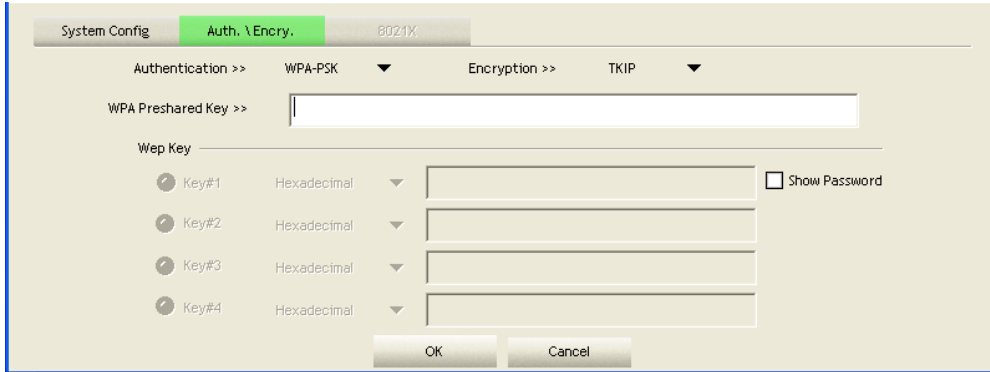 System Config Auth. \ Encry. 8021X
Authentication >> WPA-PSK Encryption >> TKIP
WPA Preshared Key >>
Wep Key
Key#1 Hexadecimal Show Password
Key#2 Hexadecimal
Key#3 Hexadecimal
Key#4 Hexadecimal
OK Cancel